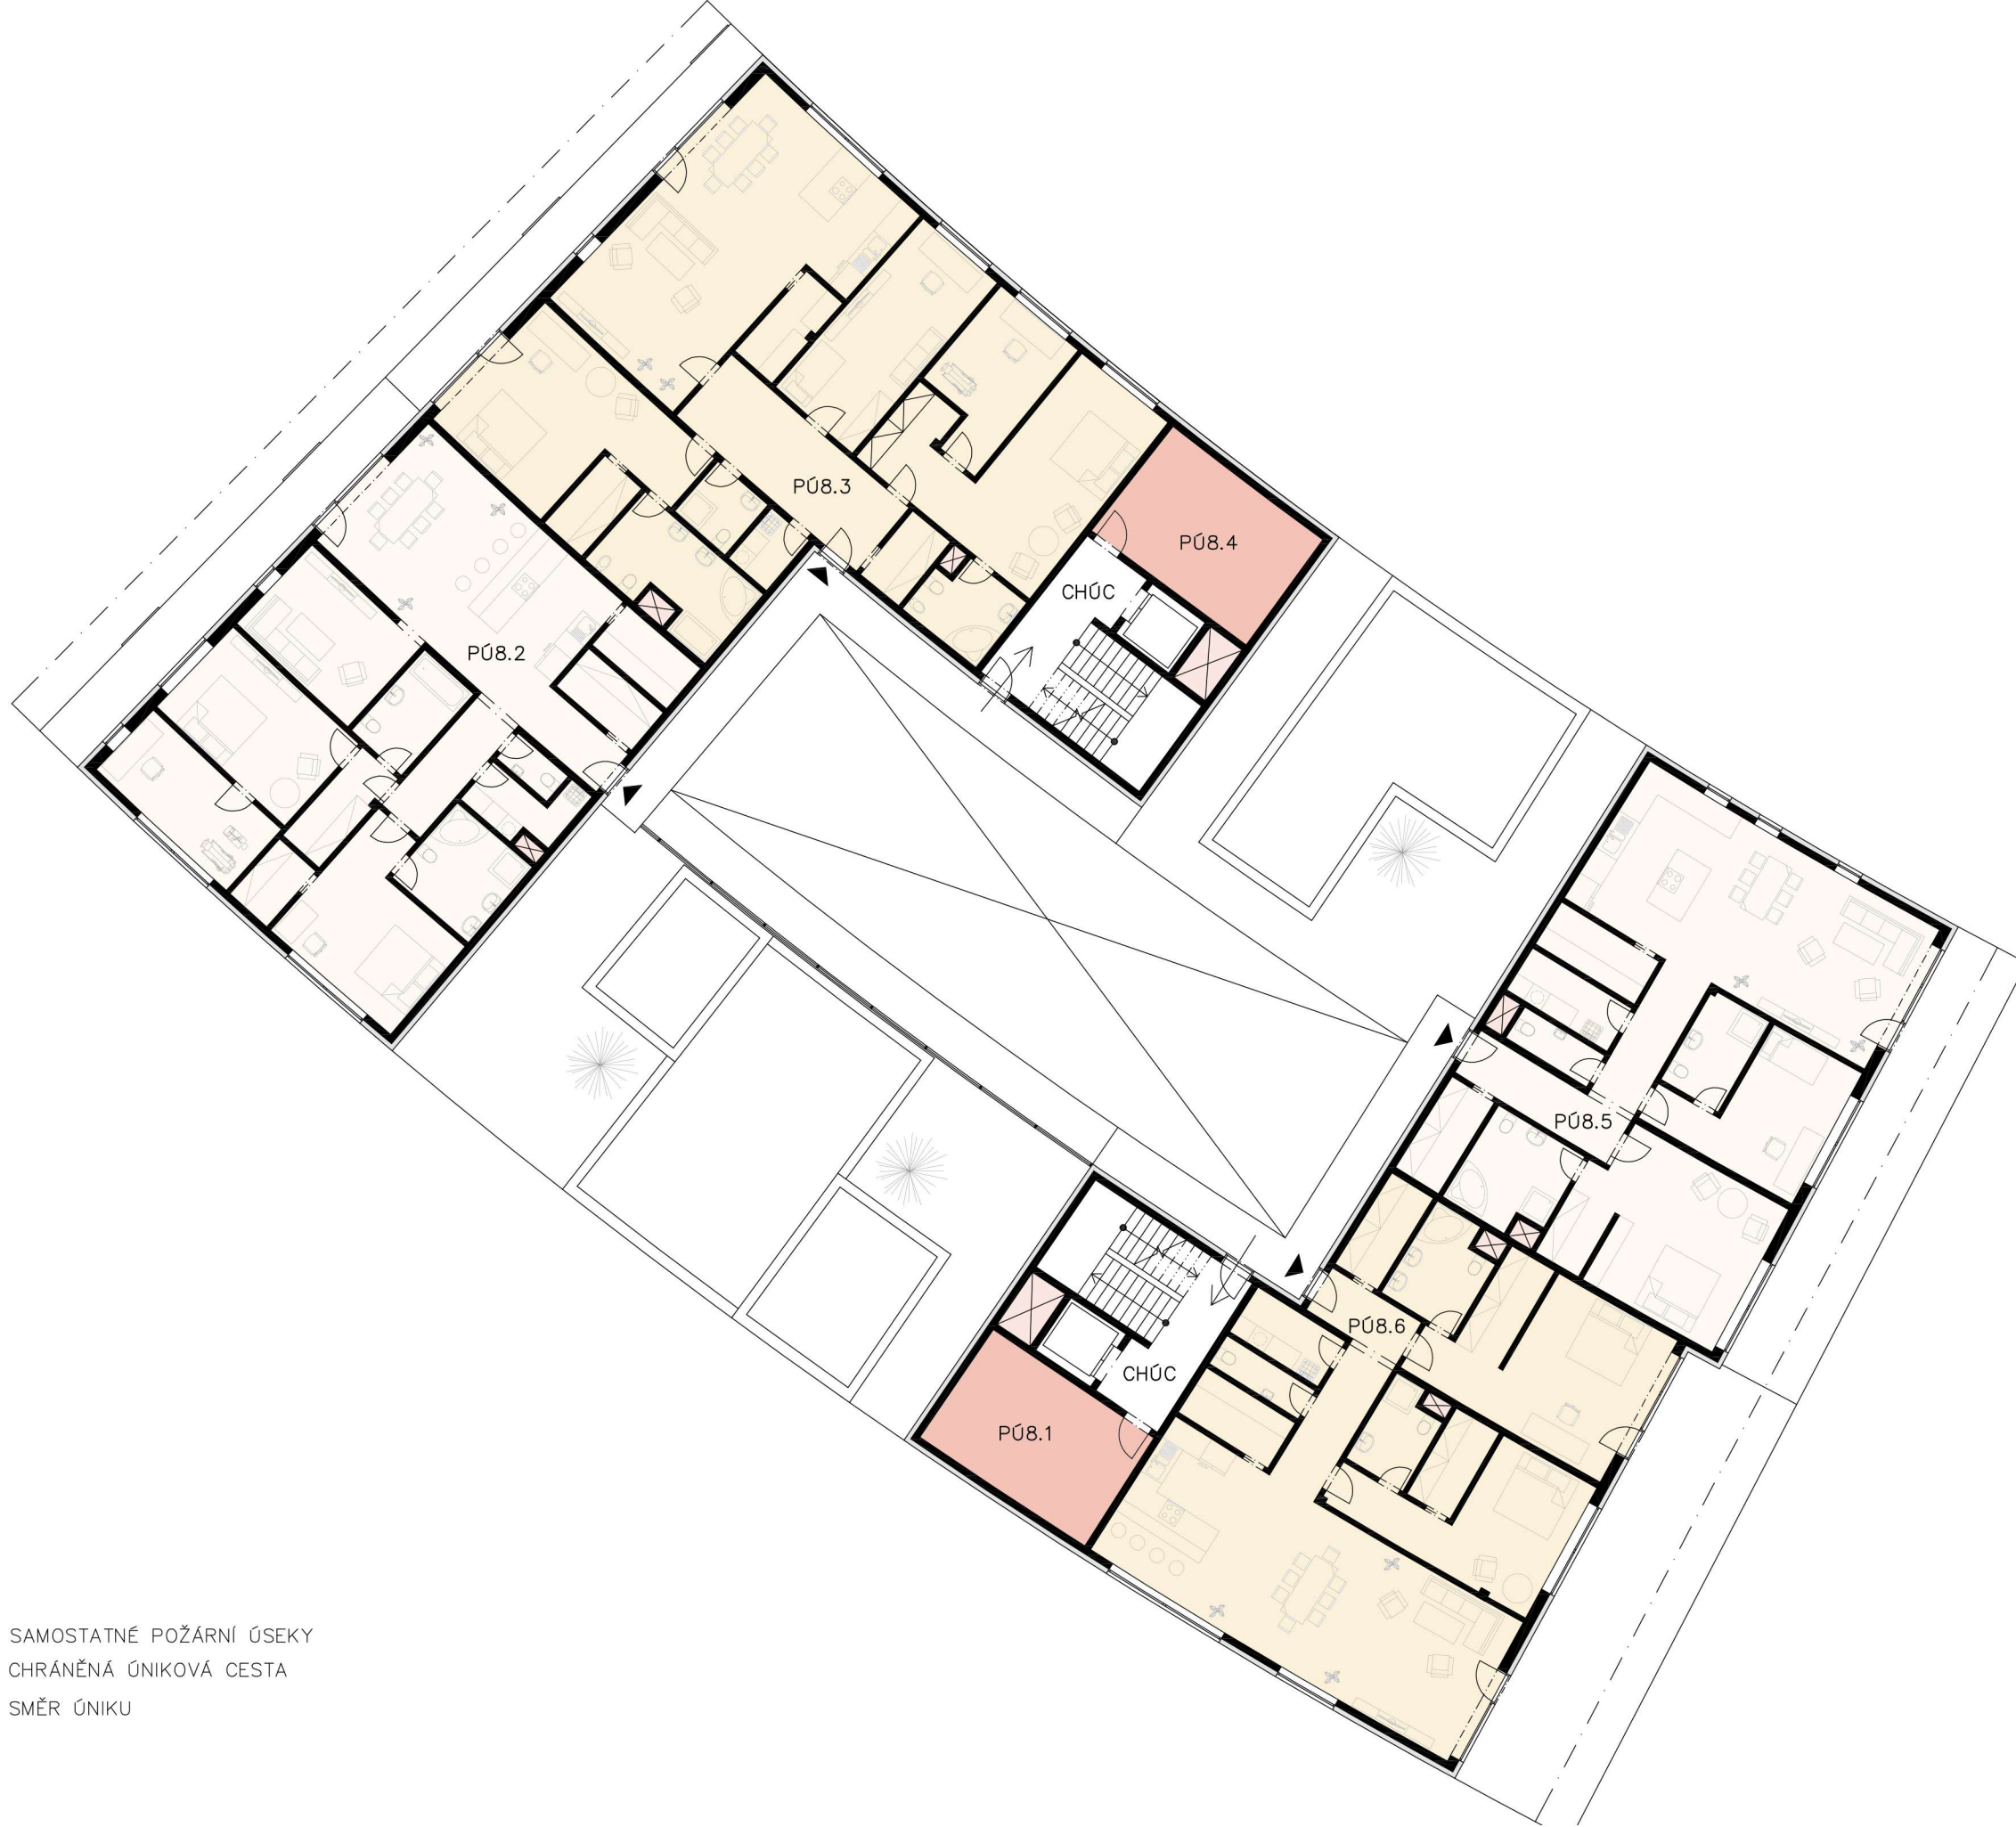 PÚ8.3
PÚ8.4
CHÚC
PÚ8.2
PÚ8.5
PÚ8.6
CHÚC
PÚ8.1
SAMOSTATNÉ POŽÁRNÍ ÚSEKY
CHRÁNĚNÁ ÚNIKOVÁ CESTA
SMĚR ÚNIKU